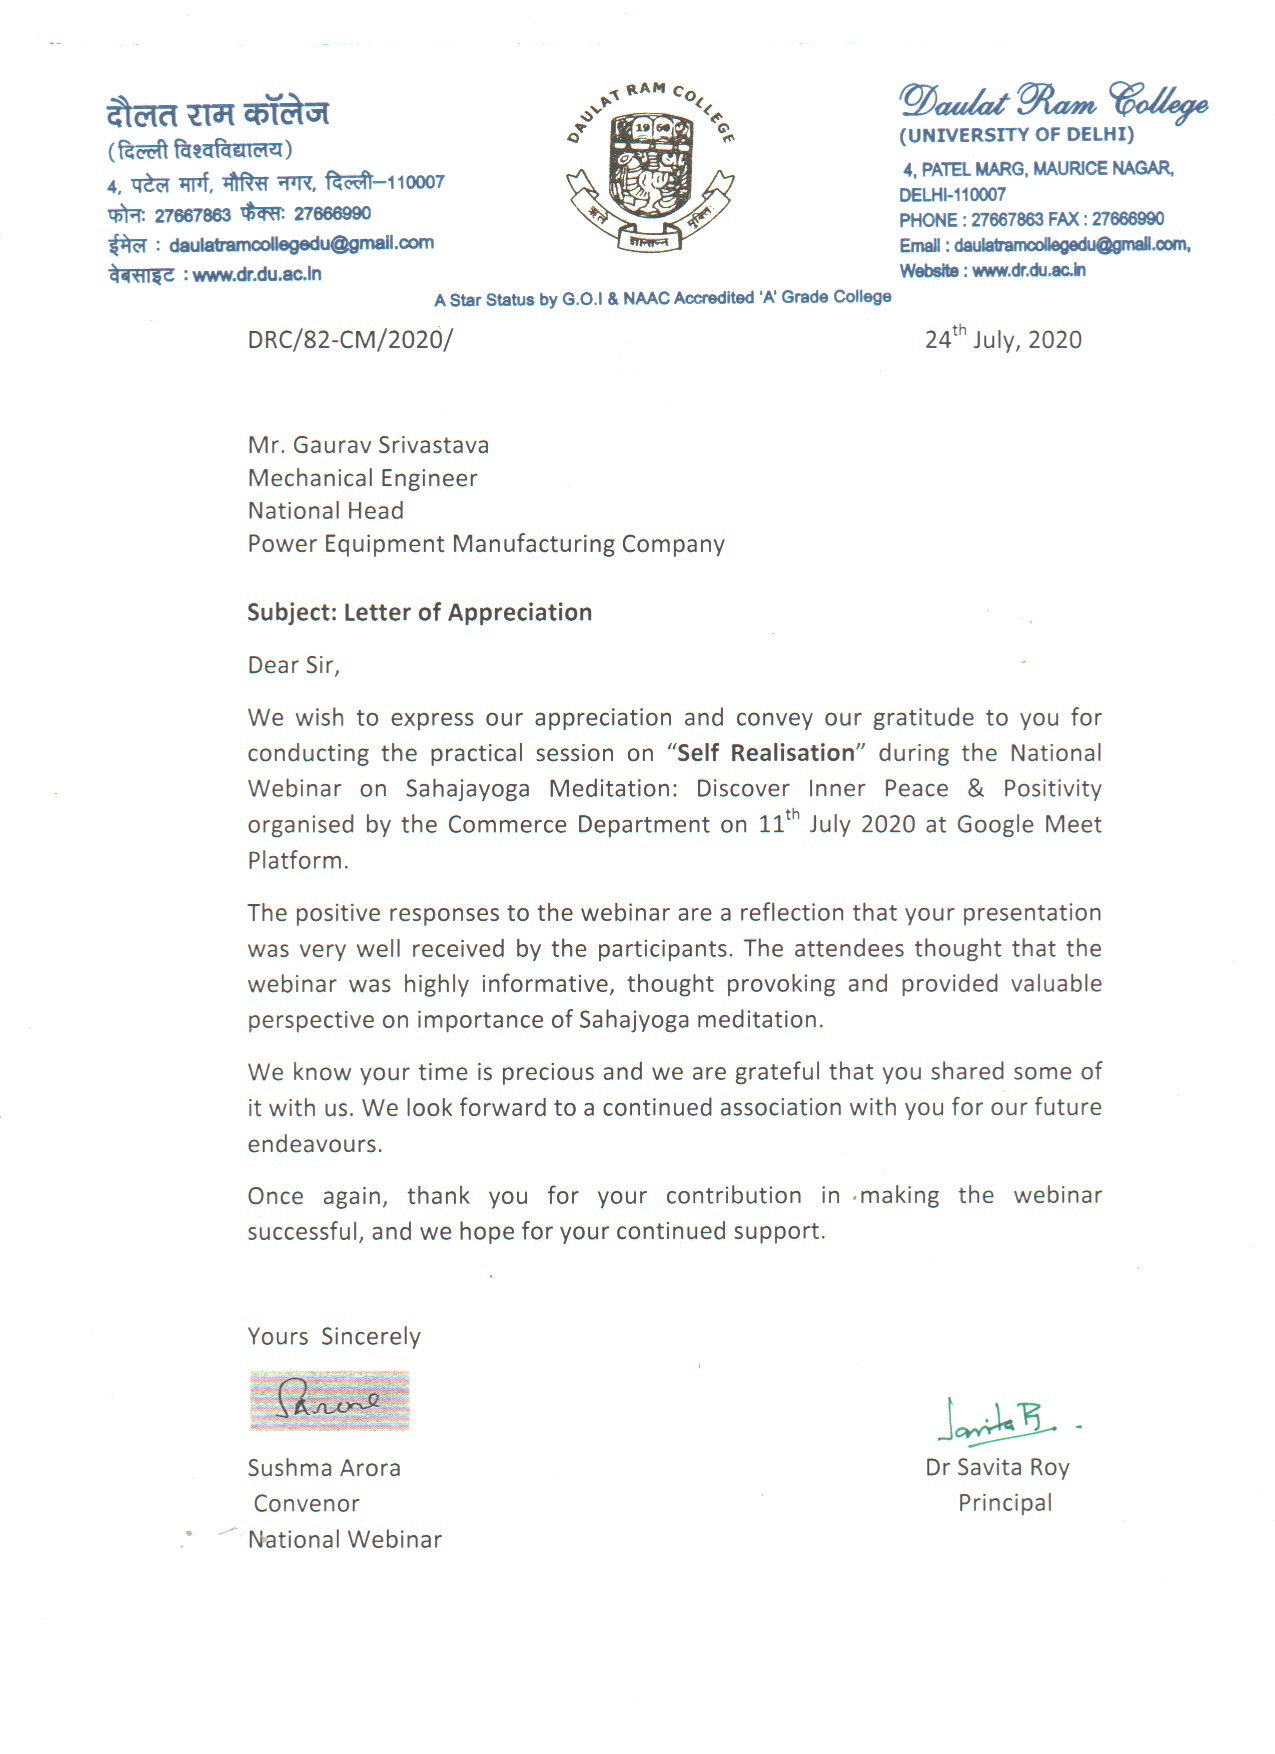 दौलत राम कॉलेज
(दिल्ली विश्वविद्यालय)
4, पटेल मार्ग, मौरिस नगर, दिल्ली–110007
फोन: 27667863 फैक्स: 27666990
ईमेल : daulatramcollegedu@gmail.com
वेबसाइट : www.dr.du.ac.in
DAULAT RAM COLLEGE
1960
ऋते ज्ञानान्न मुक्तिः
Daulat Ram College
(UNIVERSITY OF DELHI)
4, PATEL MARG, MAURICE NAGAR,
DELHI-110007
PHONE : 27667863 FAX : 27666990
Email : daulatramcollegedu@gmail.com,
Website : www.dr.du.ac.in
A Star Status by G.O.I & NAAC Accredited 'A' Grade College
DRC/82-CM/2020/ 24th July, 2020
Mr. Gaurav Srivastava
Mechanical Engineer
National Head
Power Equipment Manufacturing Company
Subject: Letter of Appreciation
Dear Sir,
We wish to express our appreciation and convey our gratitude to you for
conducting the practical session on “Self Realisation” during the National
Webinar on Sahajayoga Meditation: Discover Inner Peace & Positivity
organised by the Commerce Department on 11th July 2020 at Google Meet
Platform.
The positive responses to the webinar are a reflection that your presentation
was very well received by the participants. The attendees thought that the
webinar was highly informative, thought provoking and provided valuable
perspective on importance of Sahajyoga meditation.
We know your time is precious and we are grateful that you shared some of
it with us. We look forward to a continued association with you for our future
endeavours.
Once again, thank you for your contribution in making the webinar
successful, and we hope for your continued support.
Yours Sincerely
SArora
Savita R.
Sushma Arora Dr Savita Roy
Convenor Principal
National Webinar